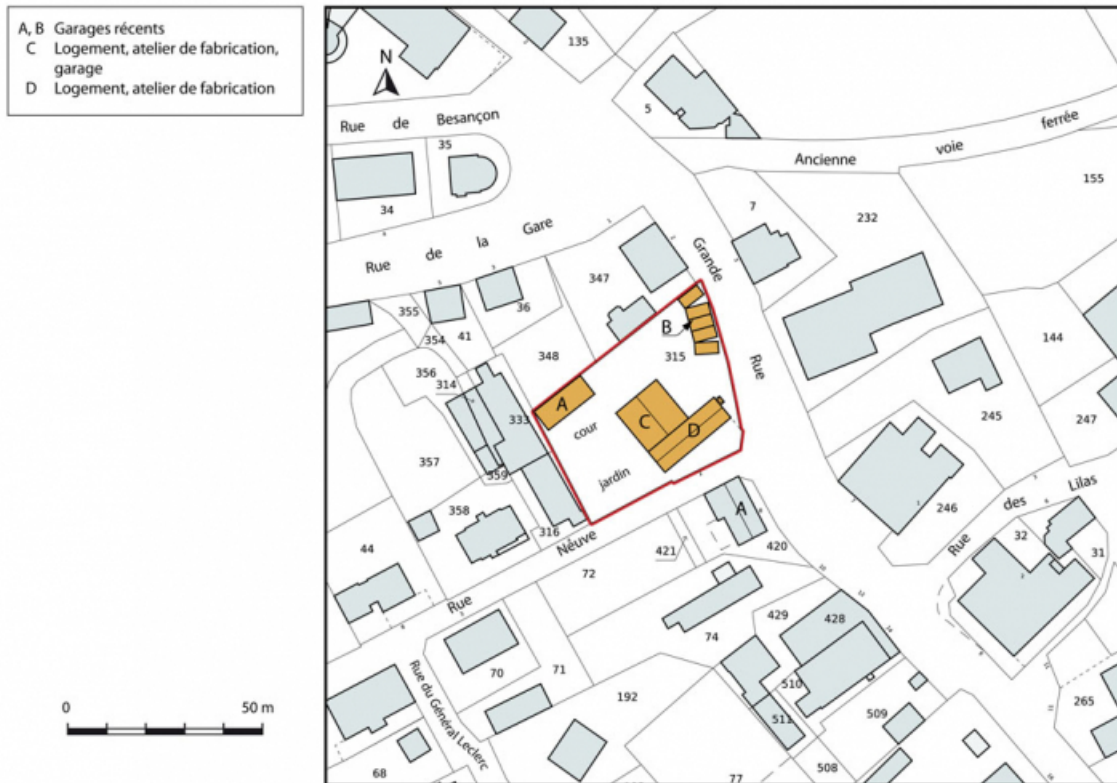 A, B Garages récents
C Logement, atelier de fabrication,
garage
D Logement, atelier de fabrication
N
135
5
Rue de Besançon
35
34
Ancienne voie ferrée
155
7
232
Rue de la Gare
Grande Rue
347
36
355
354
41
348
356
314
B
315
144
A
333
cour
C
D
245
247
jardin
357
359
358
316
A
246
Rue des Lilas
32
31
44
Rue Neuve
421
420
72
429
428
74
70
71
Rue du Général Leclerc
192
510
511
509
265
508
68
77
0 50 m